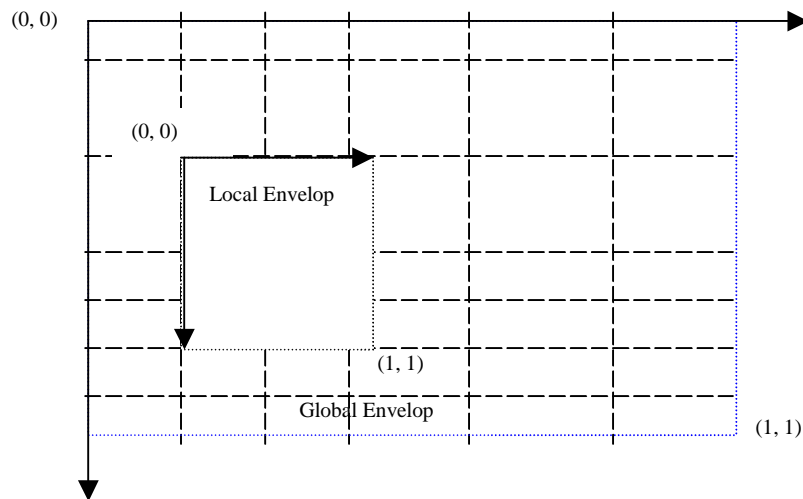 (0, 0)
(0, 0)
Local Envelop
(1, 1)
Global Envelop
(1, 1)